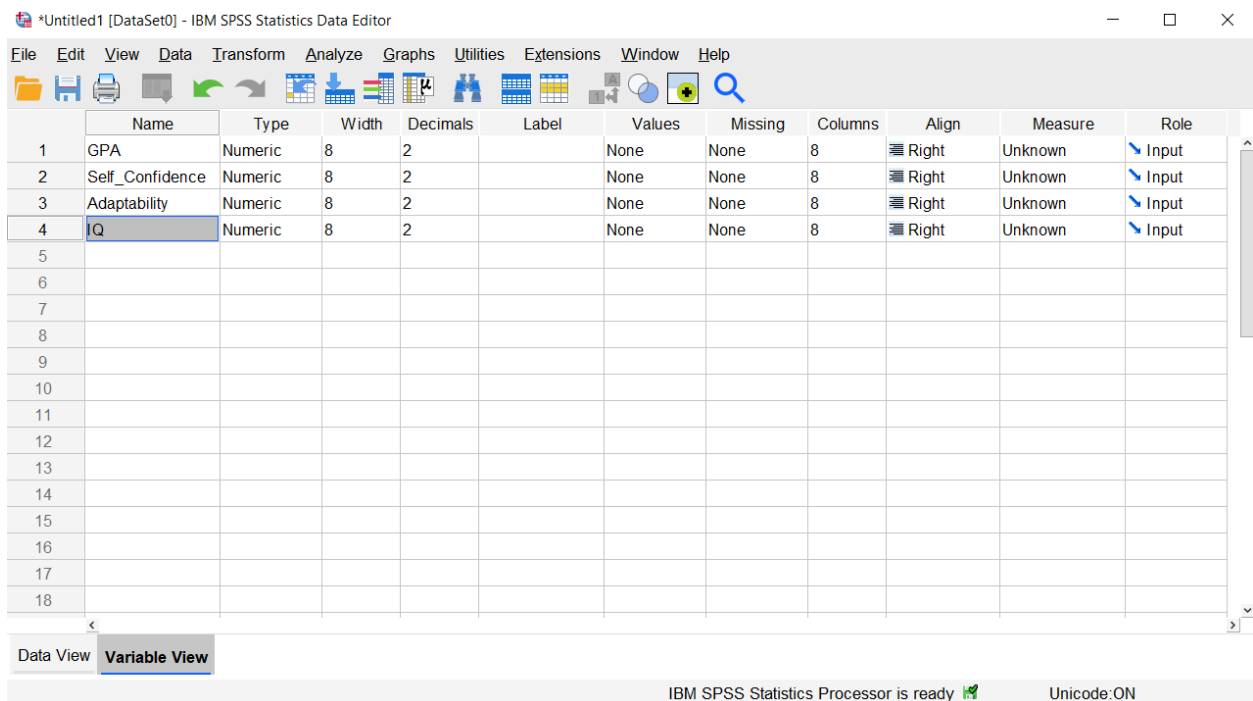 *Untitled1 [DataSet0] - IBM SPSS Statistics Data Editor
File Edit View Data Transform Analyze Graphs Utilities Extensions Window Help
Name Type Width Decimals Label Values Missing Columns Align Measure Role
1 GPA Numeric 8 2 None None 8 Right Unknown Input
2 Self_Confidence Numeric 8 2 None None 8 Right Unknown Input
3 Adaptability Numeric 8 2 None None 8 Right Unknown Input
4 IQ Numeric 8 2 None None 8 Right Unknown Input
5
6
7
8
9
10
11
12
13
14
15
16
17
18
Data View Variable View
IBM SPSS Statistics Processor is ready Unicode:ON